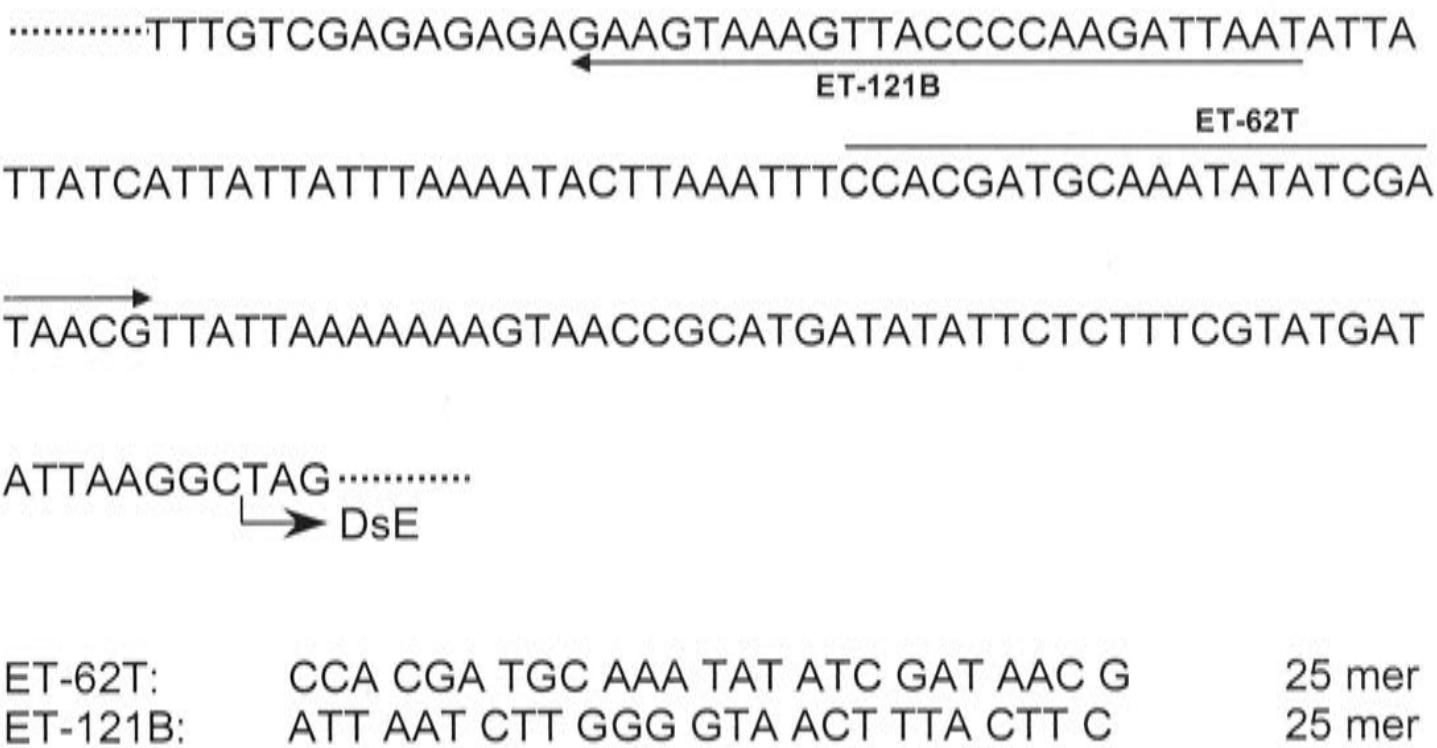 ............TTTGTCGAGAGAGAGAAGTAAAGTTACCCCAAGATTAATATTA
ET-121B
ET-62T
TTATCATTATTATTTAAAATACTTAAATTTCCACGATGCAAATATATCGA
TAACGTTATTAAAAAAAGTAACCGCATGATATATTCTCTTTCGTATGAT
ATTAAGGCTAG............
DsE
ET-62T: CCA CGA TGC AAA TAT ATC GAT AAC G 25 mer
ET-121B: ATT AAT CTT GGG GTA ACT TTA CTT C 25 mer